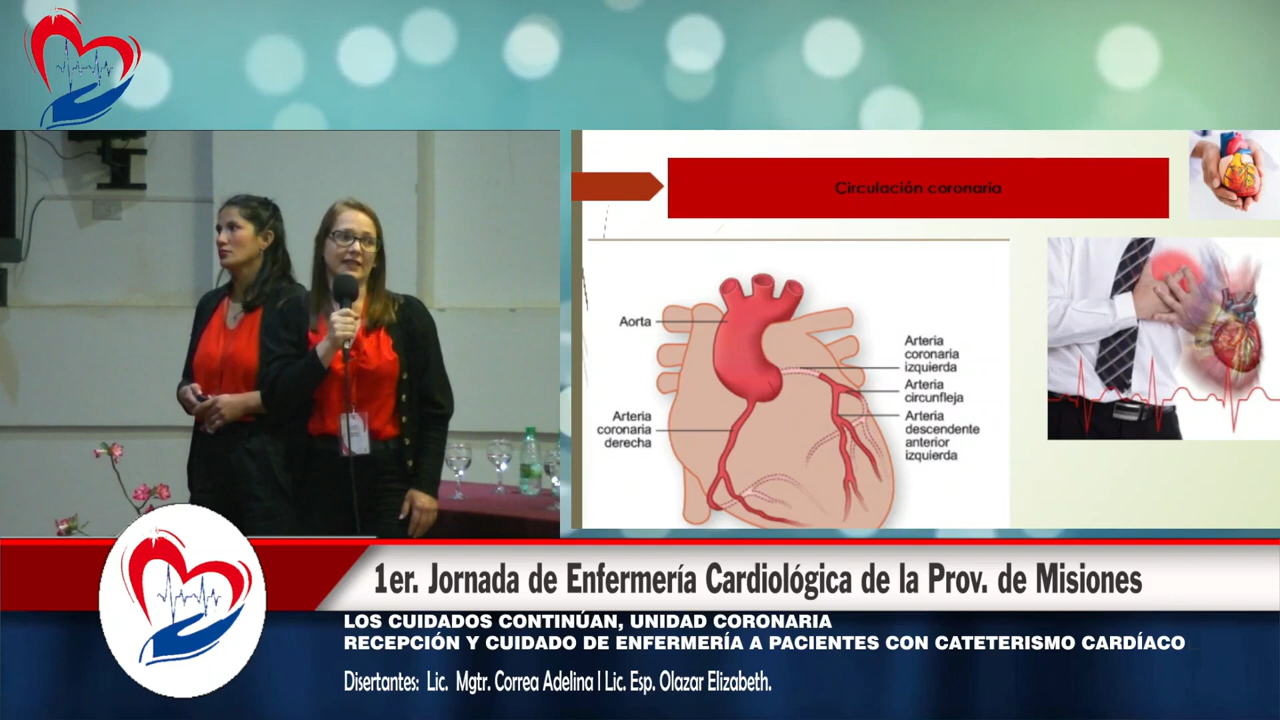 Circulación coronaria
Aorta
Arteria
coronaria
izquierda
Arteria
circunfleja
Arteria
descendente
anterior
izquierda
Arteria
coronaria
derecha
1er. Jornada de Enfermería Cardiológica de la Prov. de Misiones
LOS CUIDADOS CONTINÚAN, UNIDAD CORONARIA
RECEPCIÓN Y CUIDADO DE ENFERMERÍA A PACIENTES CON CATETERISMO CARDÍACO
Disertantes: Lic. Mgtr. Correa Adelina l Lic. Esp. Olazar Elizabeth.